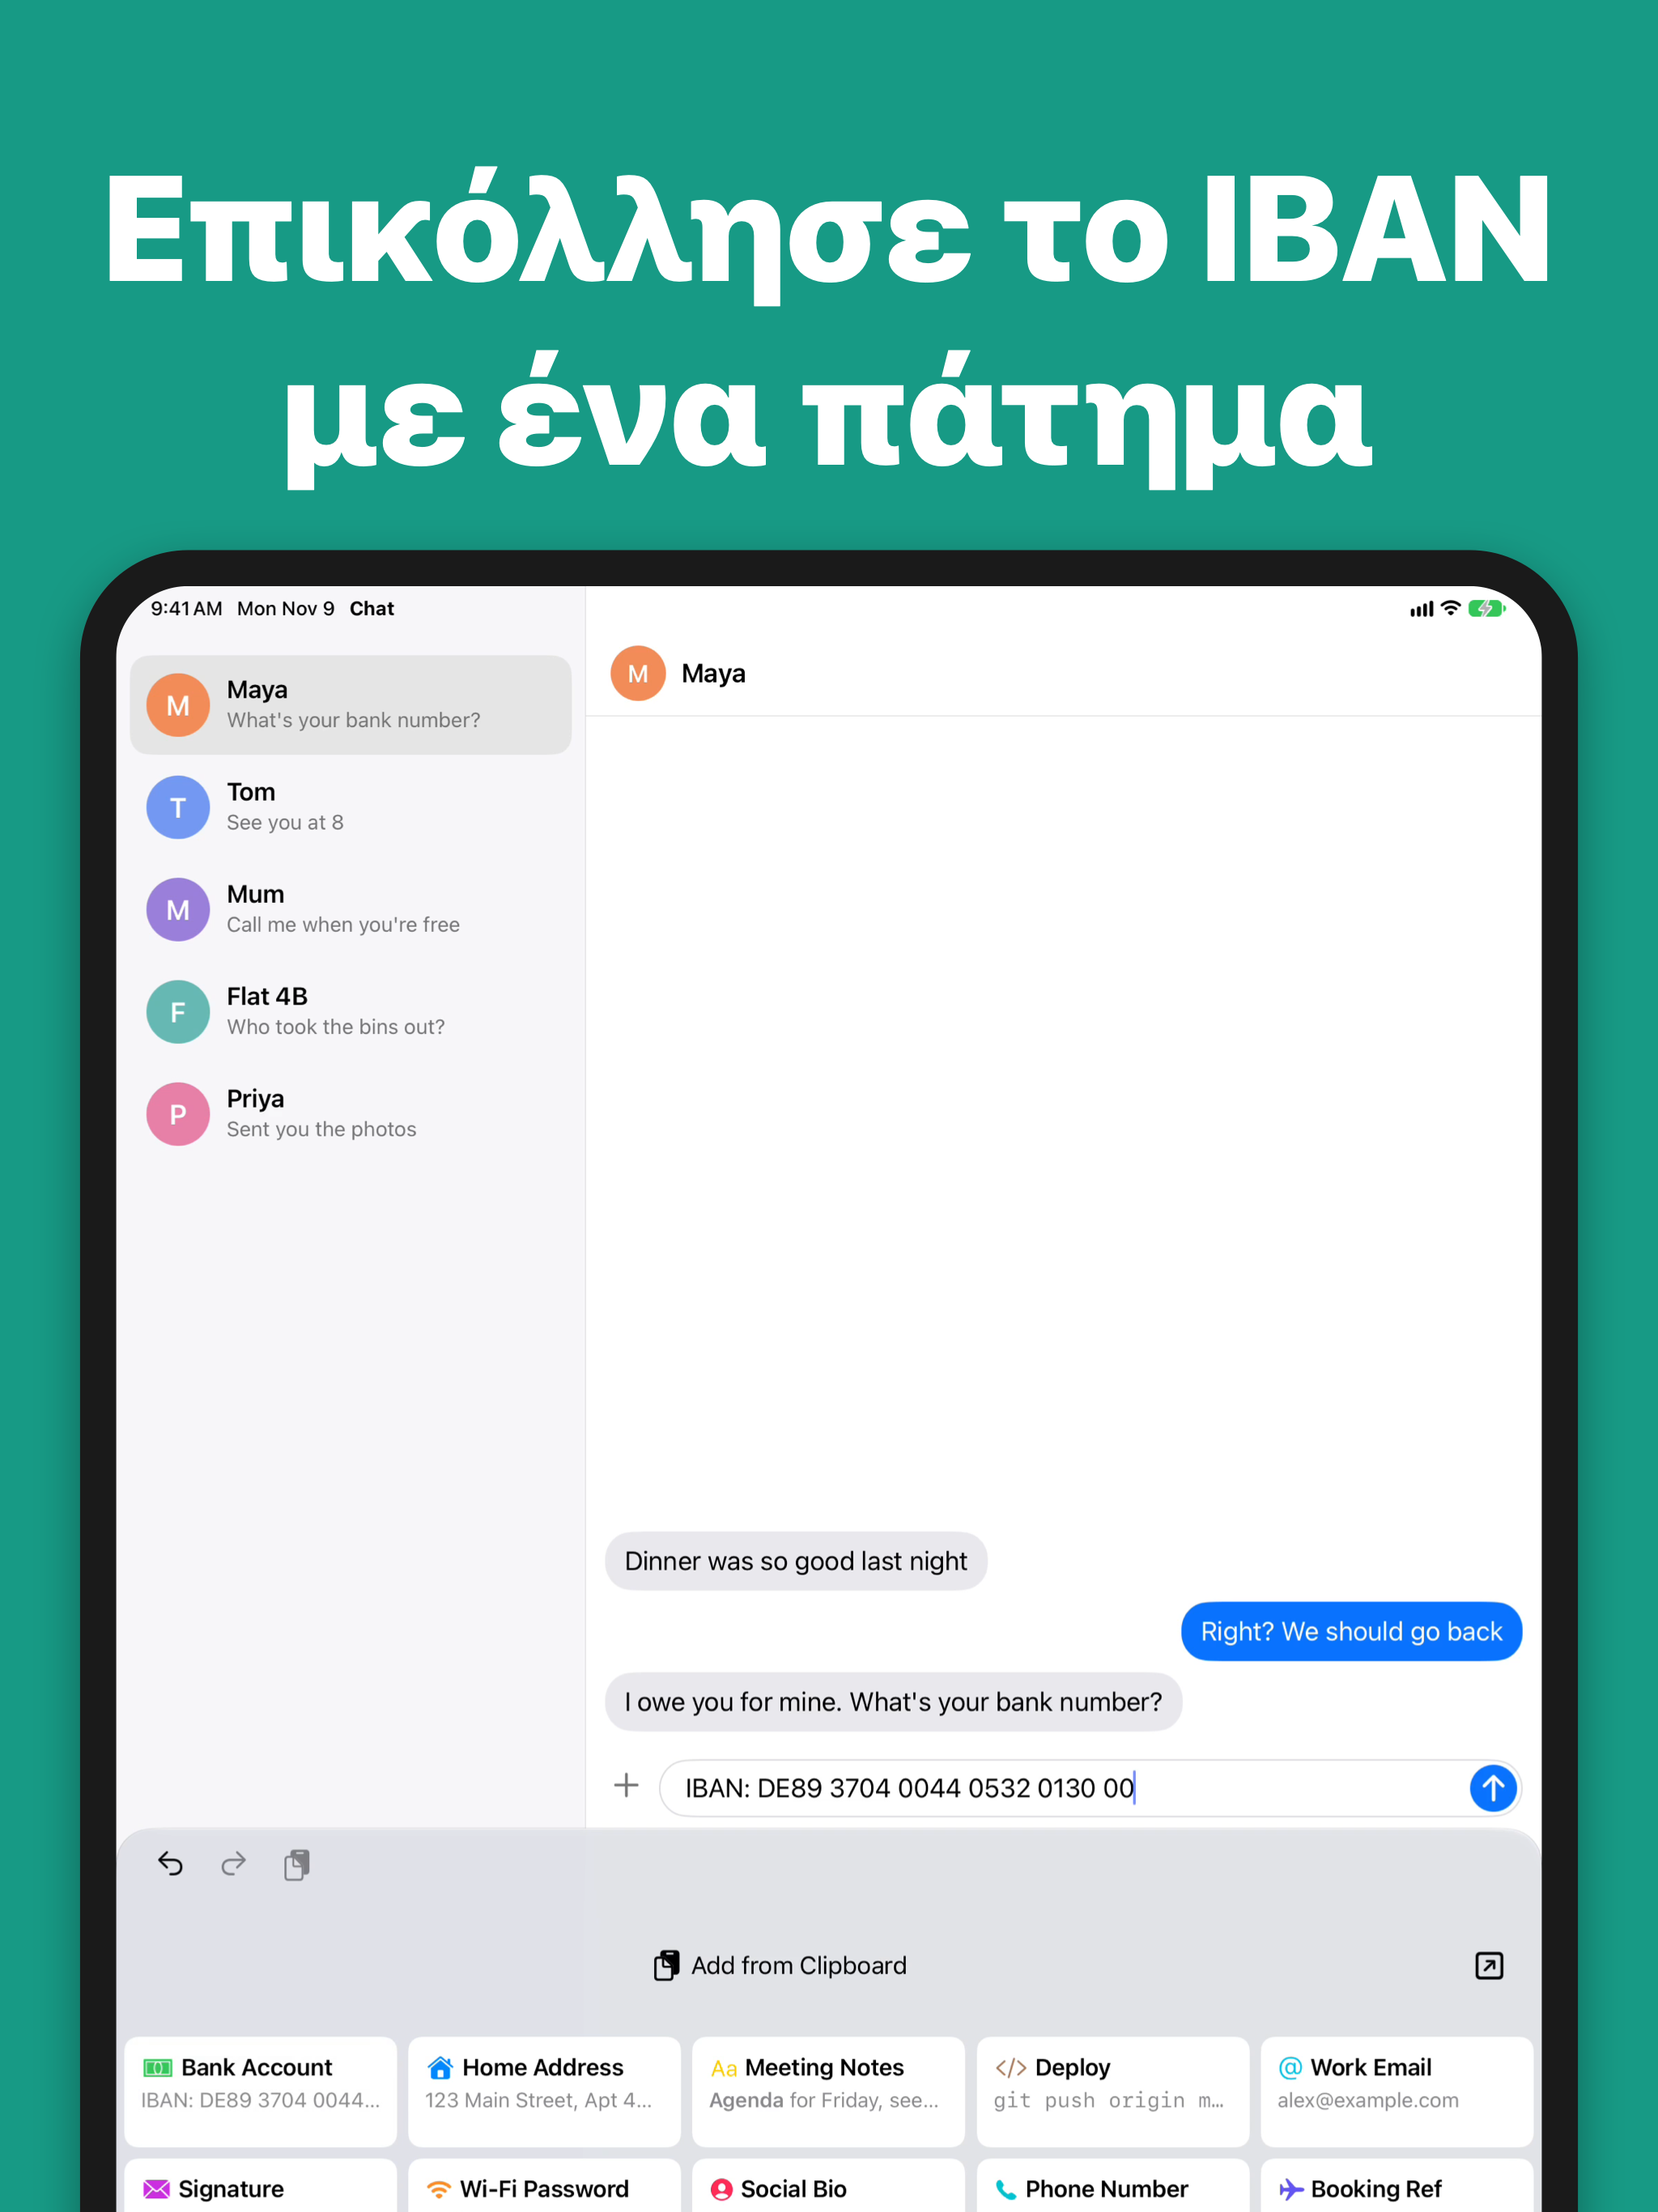 Επικόλλησε το IBAN
με ένα πάτημα
9:41 AM Mon Nov 9 Chat
M Maya
What's your bank number?
T Tom
See you at 8
M Mum
Call me when you're free
F Flat 4B
Who took the bins out?
P Priya
Sent you the photos
M Maya
Dinner was so good last night
Right? We should go back
I owe you for mine. What's your bank number?
IBAN: DE89 3704 0044 0532 0130 00
Add from Clipboard
Bank Account
IBAN: DE89 3704 0044...
Home Address
123 Main Street, Apt 4...
Aa Meeting Notes
Agenda for Friday, see...
</> Deploy
git push origin m...
@ Work Email
alex@example.com
Signature
Wi-Fi Password
Social Bio
Phone Number
Booking Ref